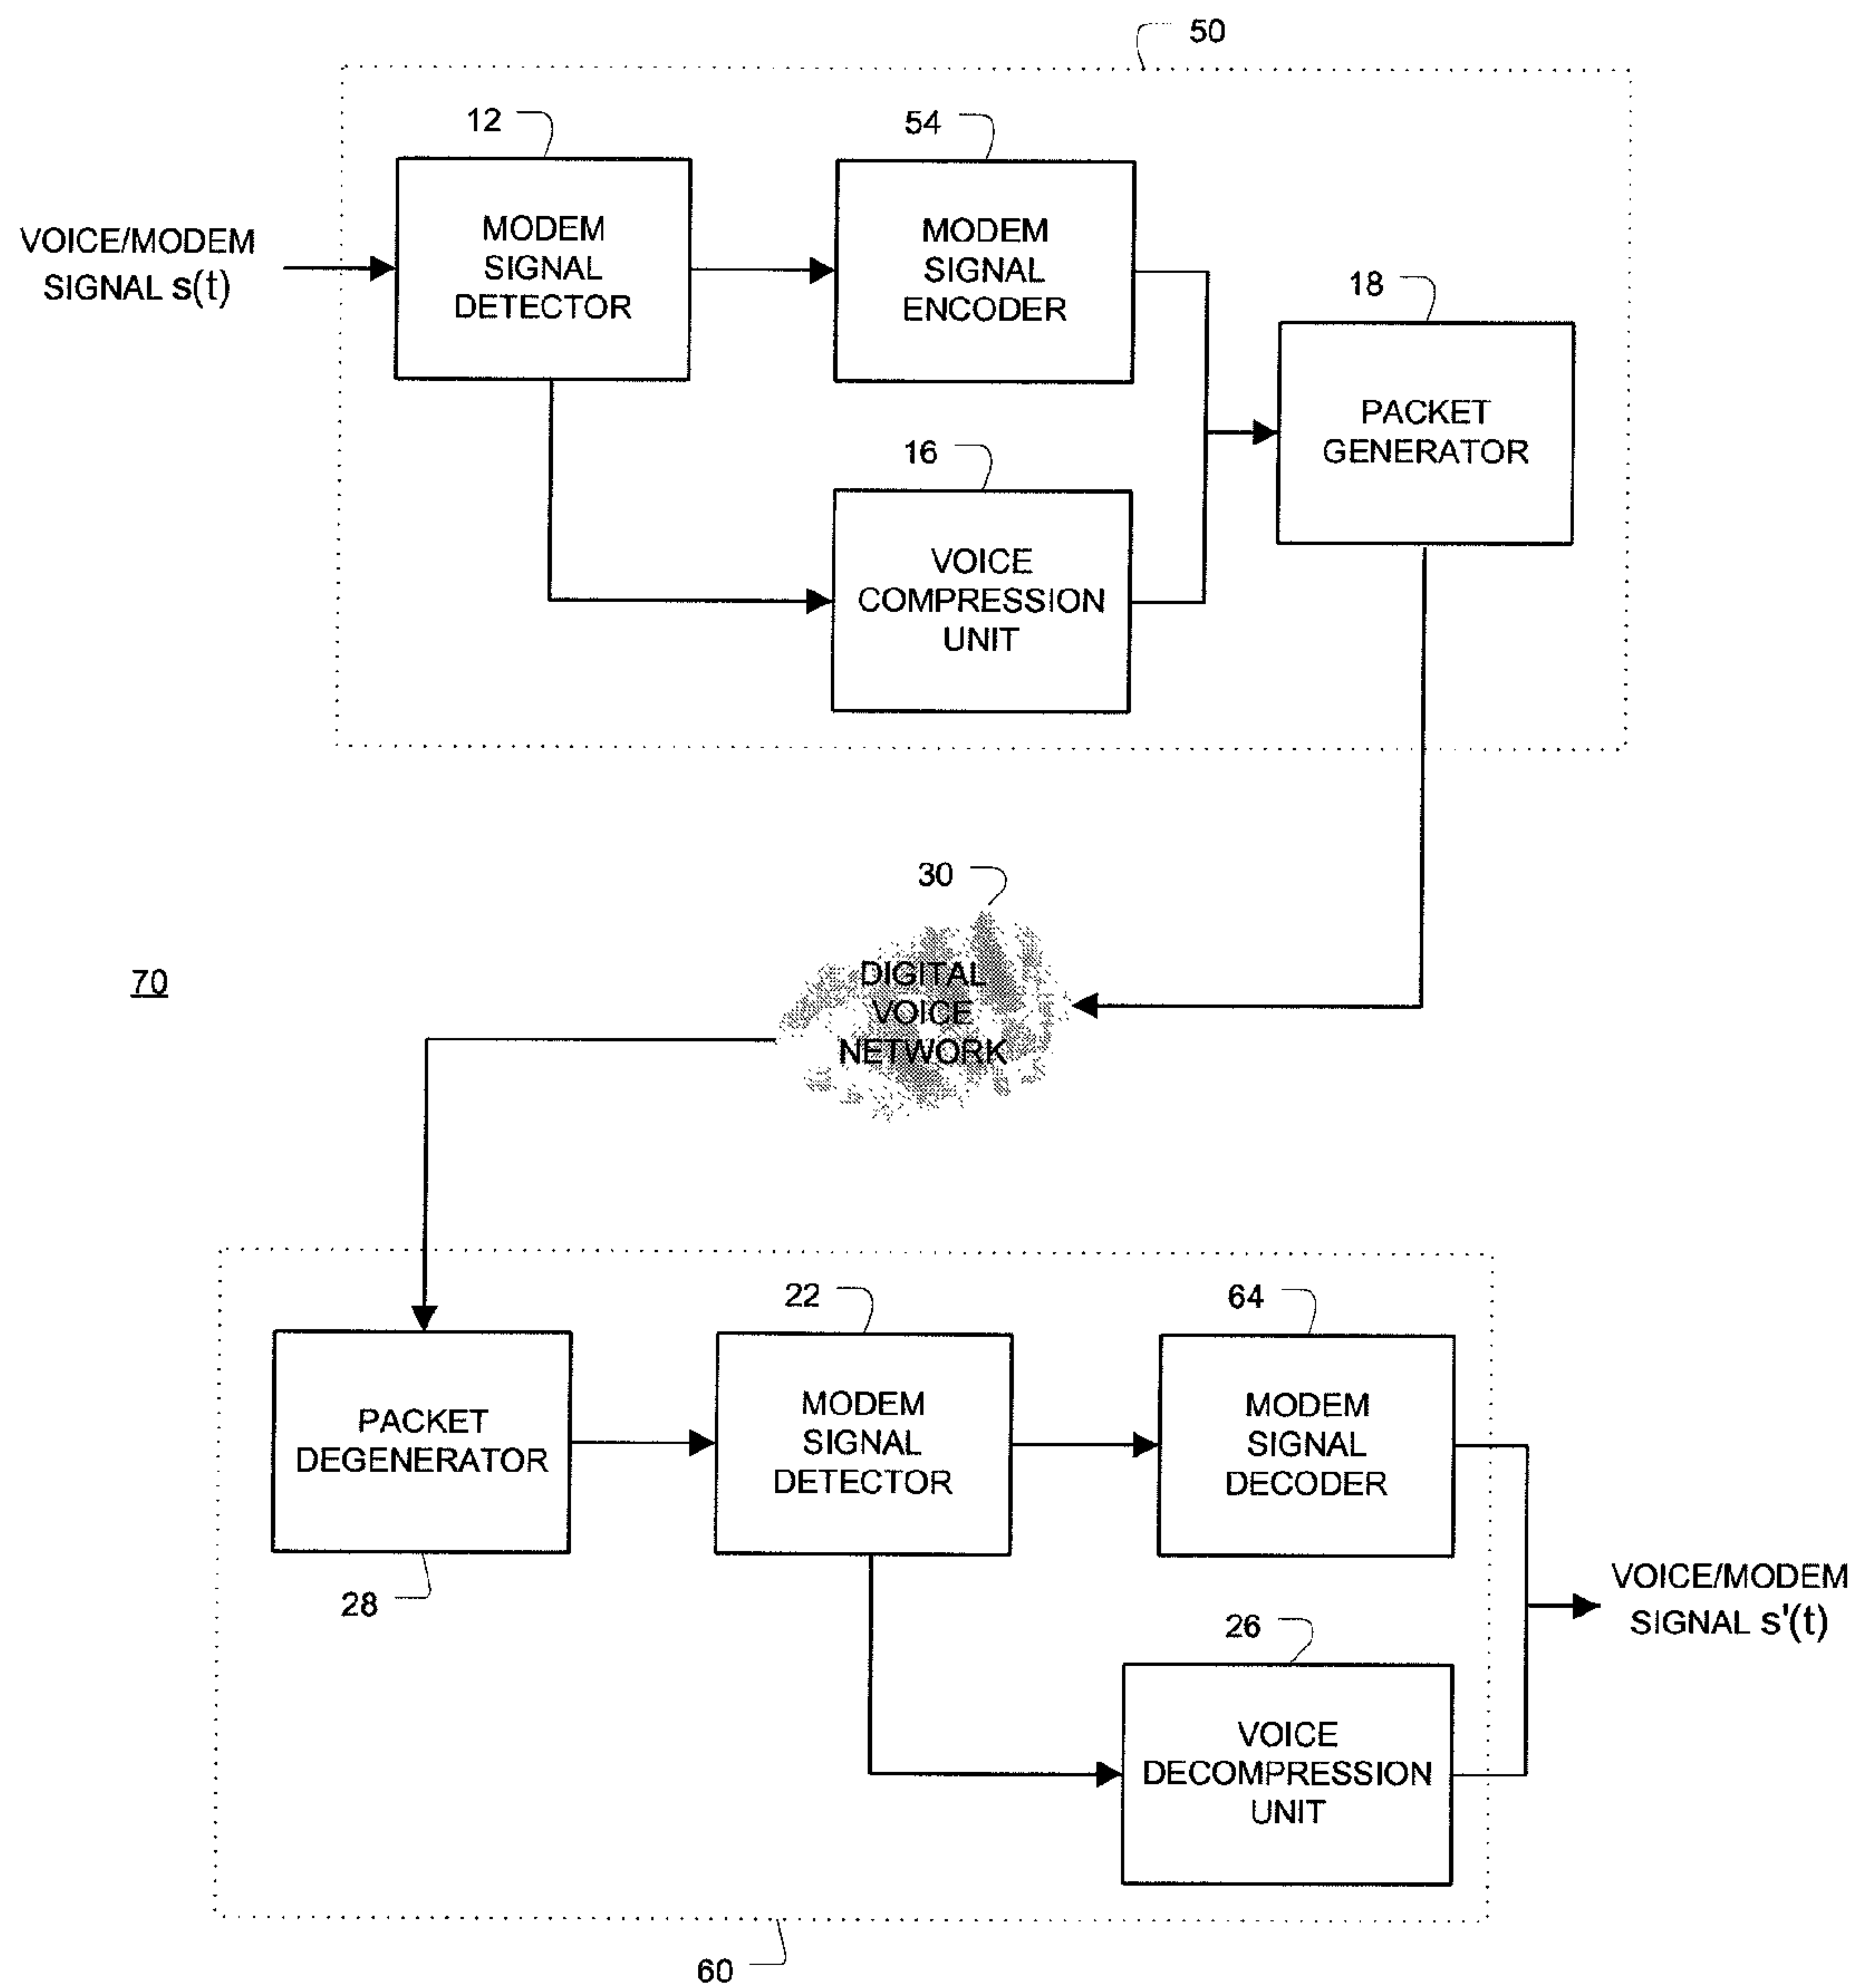 50
12
54
VOICE/MODEM
SIGNAL s(t)
MODEM
SIGNAL
DETECTOR
MODEM
SIGNAL
ENCODER
18
PACKET
GENERATOR
16
VOICE
COMPRESSION
UNIT
30
DIGITAL
VOICE
NETWORK
70
22
64
PACKET
DEGENERATOR
MODEM
SIGNAL
DETECTOR
MODEM
SIGNAL
DECODER
28
VOICE/MODEM
SIGNAL s'(t)
26
VOICE
DECOMPRESSION
UNIT
60